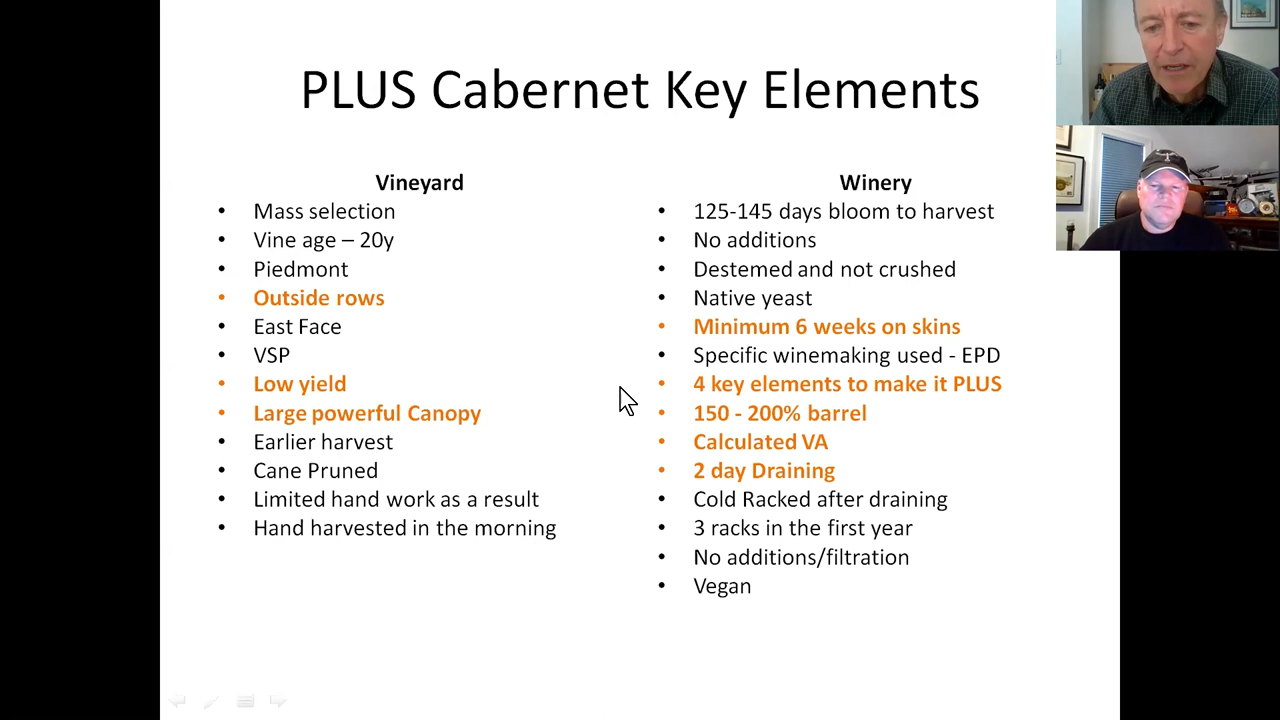 PLUS Cabernet Key Elements
Vineyard
• Mass selection
• Vine age – 20y
• Piedmont
• Outside rows
• East Face
• VSP
• Low yield
• Large powerful Canopy
• Earlier harvest
• Cane Pruned
• Limited hand work as a result
• Hand harvested in the morning
Winery
• 125-145 days bloom to harvest
• No additions
• Destemed and not crushed
• Native yeast
• Minimum 6 weeks on skins
• Specific winemaking used - EPD
• 4 key elements to make it PLUS
• 150 - 200% barrel
• Calculated VA
• 2 day Draining
• Cold Racked after draining
• 3 racks in the first year
• No additions/filtration
• Vegan